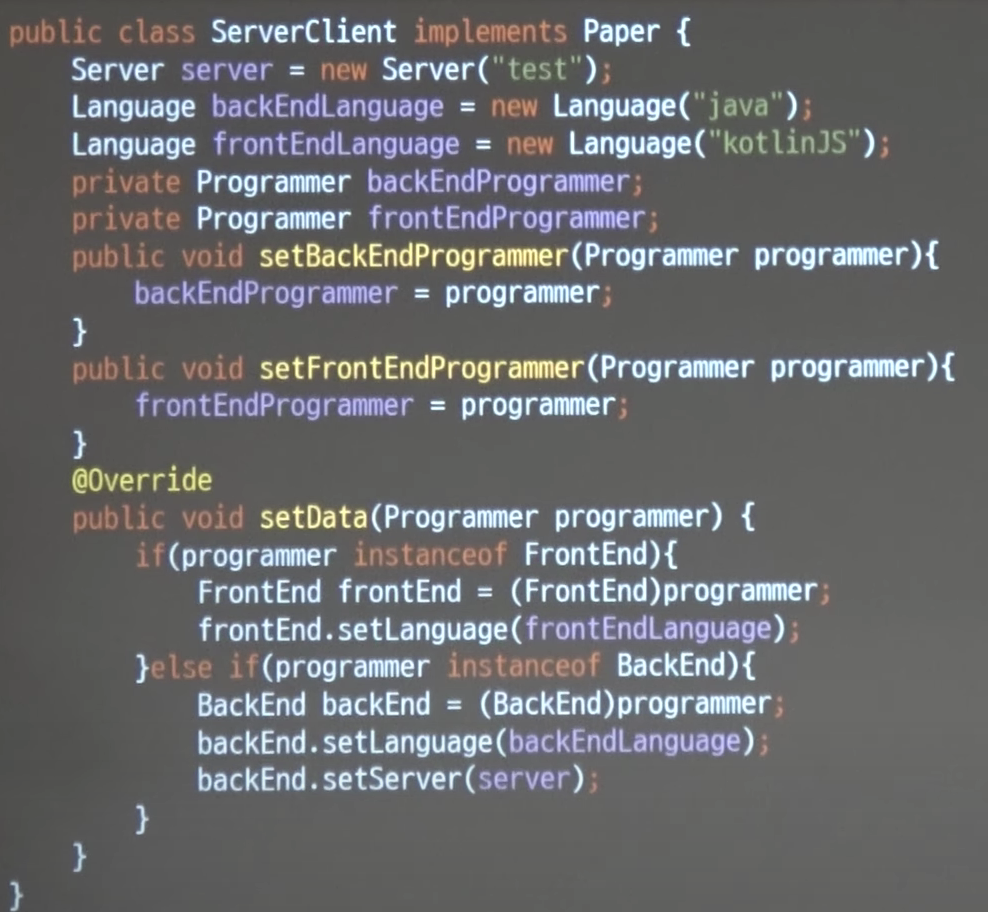 public class ServerClient implements Paper {
    Server server = new Server("test");
    Language backEndLanguage = new Language("java");
    Language frontEndLanguage = new Language("kotlinJS");
    private Programmer backEndProgrammer;
    private Programmer frontEndProgrammer;
    public void setBackEndProgrammer(Programmer programmer){
        backEndProgrammer = programmer;
    }
    public void setFrontEndProgrammer(Programmer programmer){
        frontEndProgrammer = programmer;
    }
    @Override
    public void setData(Programmer programmer) {
        if(programmer instanceof FrontEnd){
            FrontEnd frontEnd = (FrontEnd)programmer;
            frontEnd.setLanguage(frontEndLanguage);
        }else if(programmer instanceof BackEnd){
            BackEnd backEnd = (BackEnd)programmer;
            backEnd.setLanguage(backEndLanguage);
            backEnd.setServer(server);
        }
    }
}